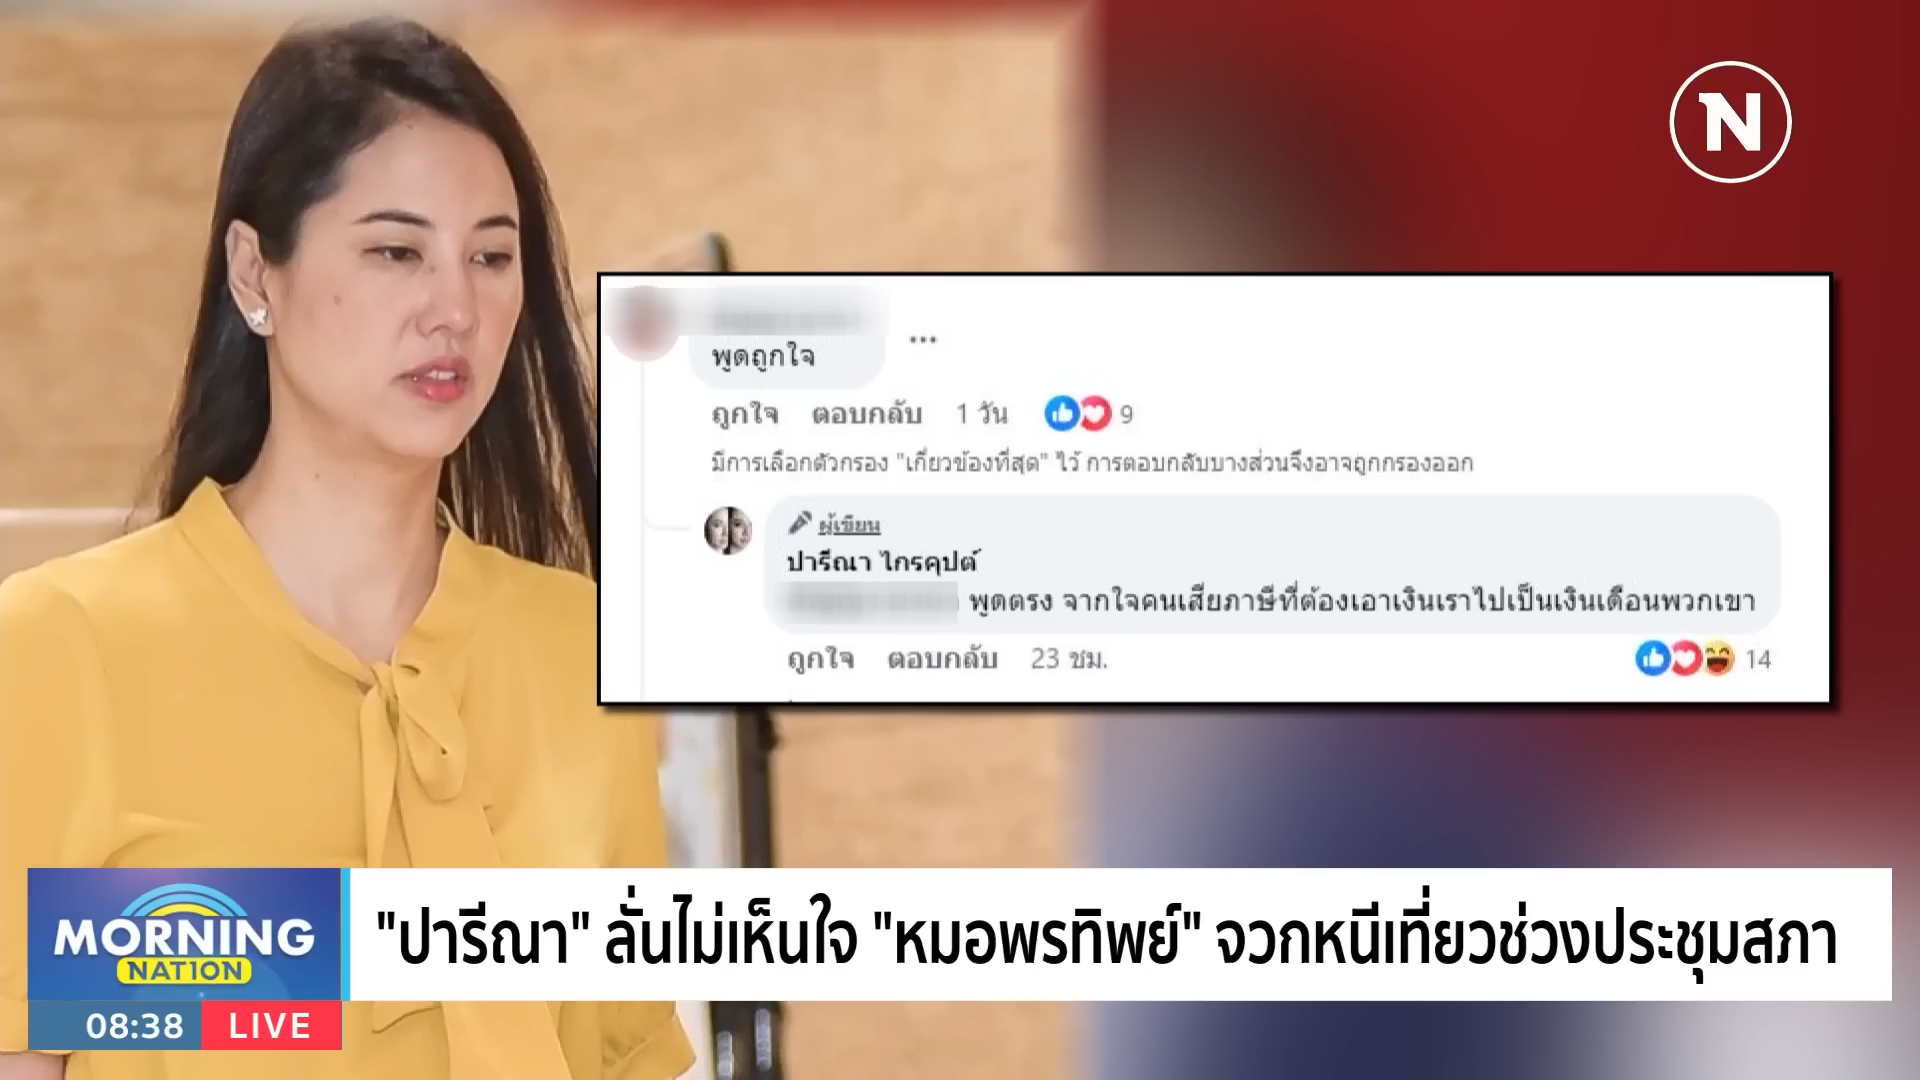 N
พูดถูกใจ
ถูกใจ ตอบกลับ 1 วัน 9
มีการเลือกตัวกรอง "เกี่ยวข้องที่สุด" ไว้ การตอบกลับบางส่วนจึงอาจถูกกรองออก
ผู้เขียน
ปารีณา ไกรคุปต์
พูดตรง จากใจคนเสียภาษีที่ต้องเอาเงินเราไปเป็นเงินเดือนพวกเขา
ถูกใจ ตอบกลับ 23 ชม. 14
MORNING
NATION
"ปารีณา" ลั่นไม่เห็นใจ "หมอพรทิพย์" จวกหนีเที่ยวช่วงประชุมสภา
08:38 LIVE